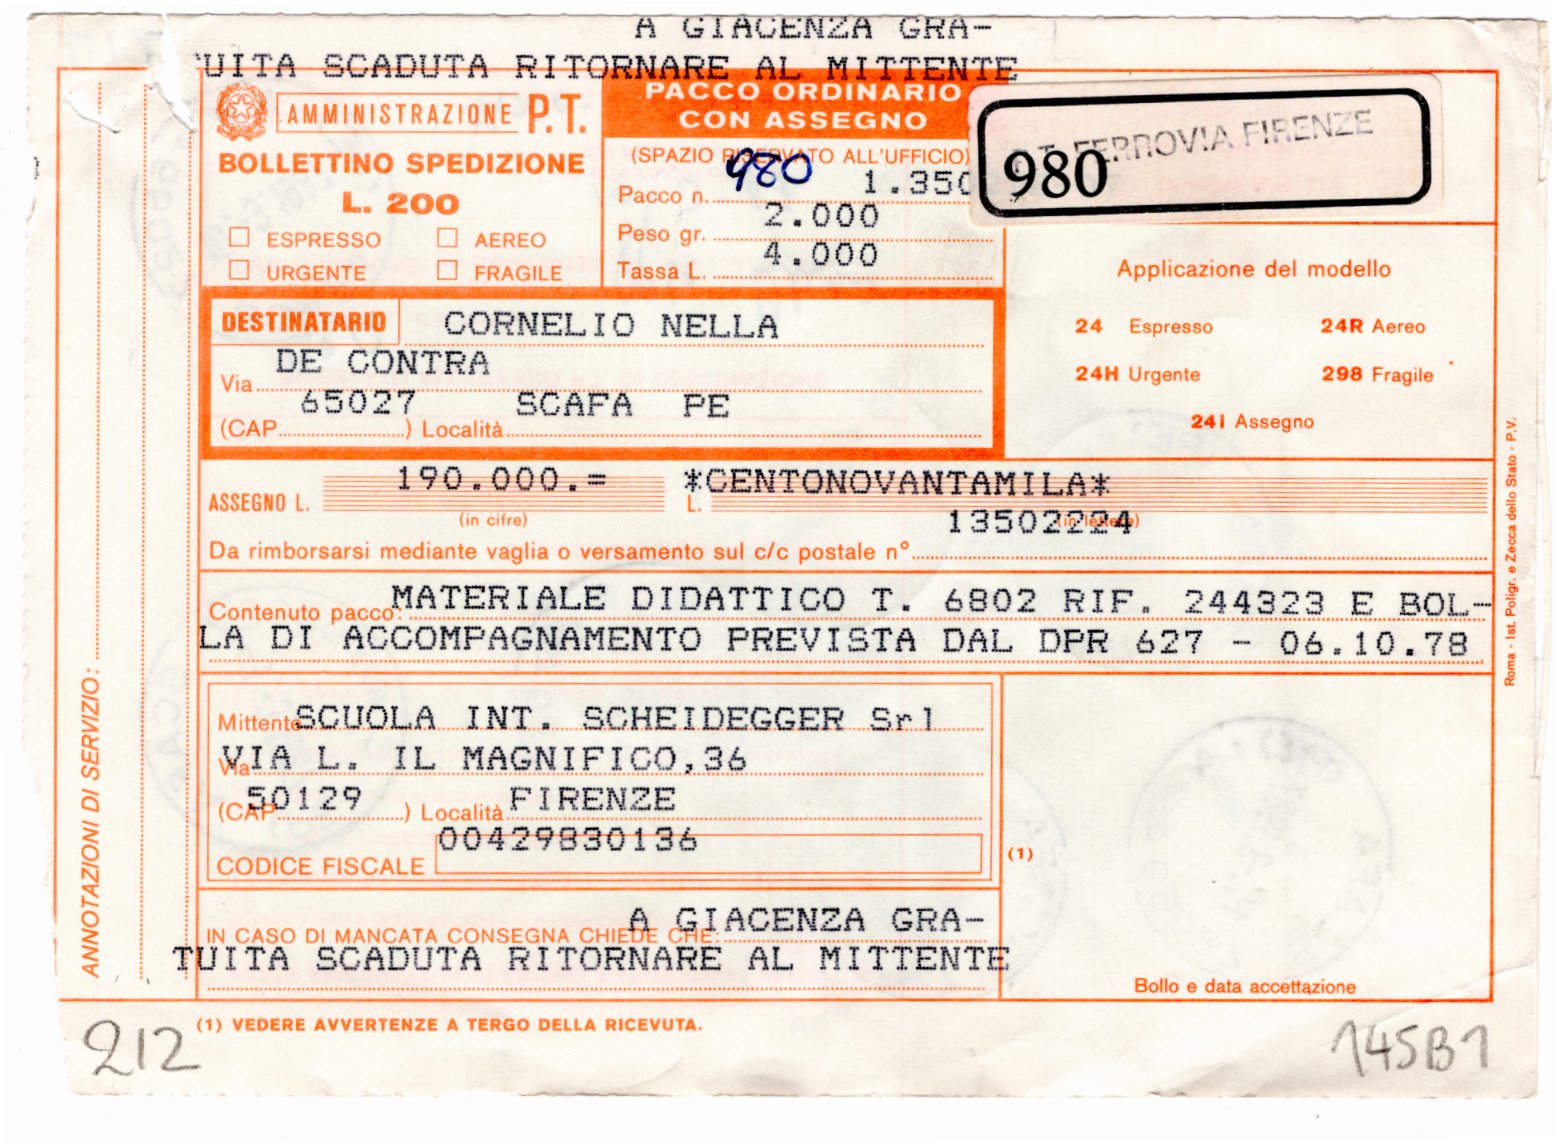 A GIACENZA GRA-
UITA SCADUTA RITORNARE AL MITTENTE
AMMINISTRAZIONE P.T.
BOLLETTINO SPEDIZIONE
L. 200
ESPRESSO AEREO
URGENTE FRAGILE
PACCO ORDINARIO
CON ASSEGNO
(SPAZIO RISERVATO ALL'UFFICIO)
980
Pacco n. 1.350
Peso gr. 2.000
Tassa L. 4.000
P.T. FERROVIA FIRENZE
980
Applicazione del modello
24 Espresso 24R Aereo
24H Urgente 298 Fragile
24I Assegno
DESTINATARIO CORNELIO NELLA
Via DE CONTRA
(CAP 65027 ) Località SCAFA PE
ASSEGNO L. 190.000.= L. *CENTONOVANTAMILA*
(in cifre) (in lettere)
Da rimborsarsi mediante vaglia o versamento sul c/c postale n° 13502224
Contenuto pacco: MATERIALE DIDATTICO T. 6802 RIF. 244323 E BOL-
LA DI ACCOMPAGNAMENTO PREVISTA DAL DPR 627 - 06.10.78
Mittente SCUOLA INT. SCHEIDEGGER Srl
Via VIA L. IL MAGNIFICO,36
(CAP 50129 ) Località FIRENZE
CODICE FISCALE 00429830136
(1)
IN CASO DI MANCATA CONSEGNA CHIEDE CHE: A GIACENZA GRA-
TUITA SCADUTA RITORNARE AL MITTENTE
Bollo e data accettazione
(1) VEDERE AVVERTENZE A TERGO DELLA RICEVUTA.
212
145B1
ANNOTAZIONI DI SERVIZIO:
Roma - Ist. Poligr. e Zecca dello Stato - P.V.